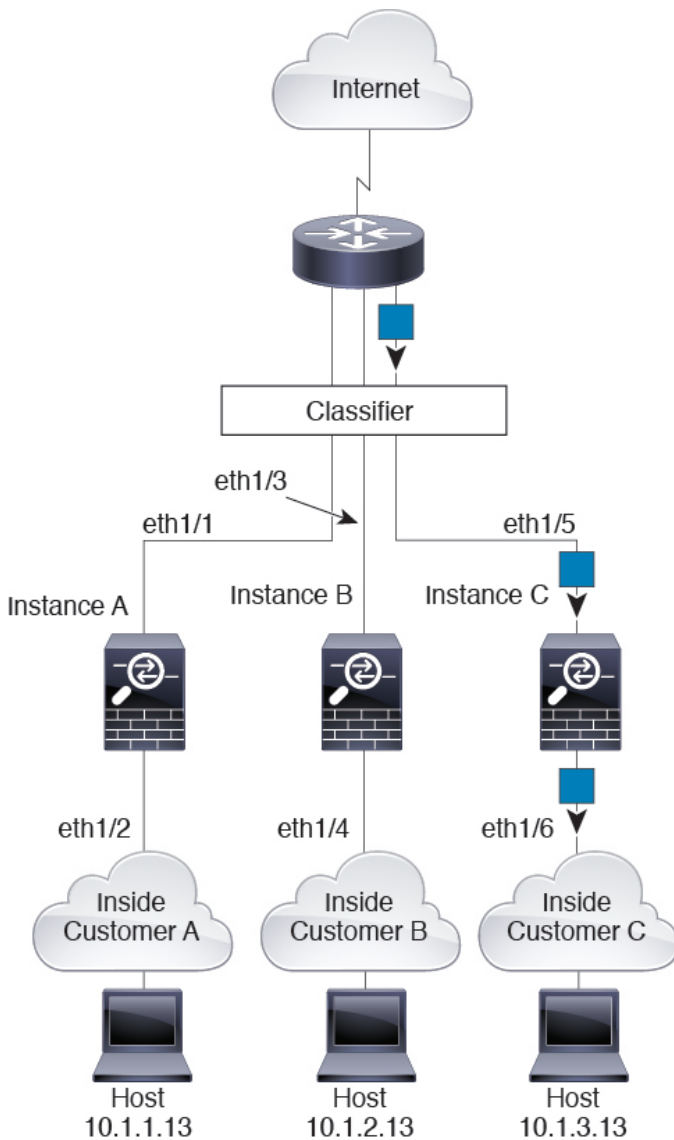 Internet
Classifier
eth1/3
eth1/1
eth1/5
Instance A
Instance B
Instance C
eth1/2
eth1/4
eth1/6
Inside
Customer A
Inside
Customer B
Inside
Customer C
Host
10.1.1.13
Host
10.1.2.13
Host
10.1.3.13